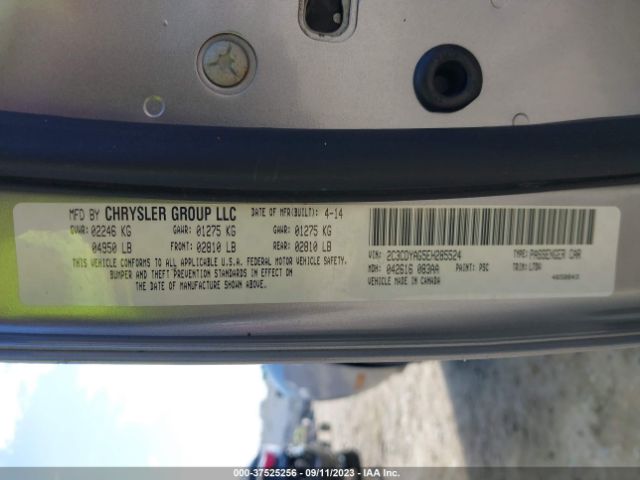 MFD BY CHRYSLER GROUP LLC DATE OF MFR(BUILT): 4-14
GVWR: 02246 KG GAWR: 01275 KG GAWR: 01275 KG
04950 LB FRONT: 02810 LB REAR: 02810 LB
THIS VEHICLE CONFORMS TO ALL APPLICABLE U.S.A. FEDERAL MOTOR VEHICLE SAFETY,
BUMPER AND THEFT PREVENTION STANDARDS IN EFFECT ON
THE DATE OF MANUFACTURE SHOWN ABOVE.
VIN: 2C3CDYAG5EH285524 TYPE: PASSENGER CAR
MDH: 042616 083AA PAINT: PSC TRIM: LTDV
VEHICLE MADE IN CANADA
000-37525256 - 09/11/2023 - IAA Inc.